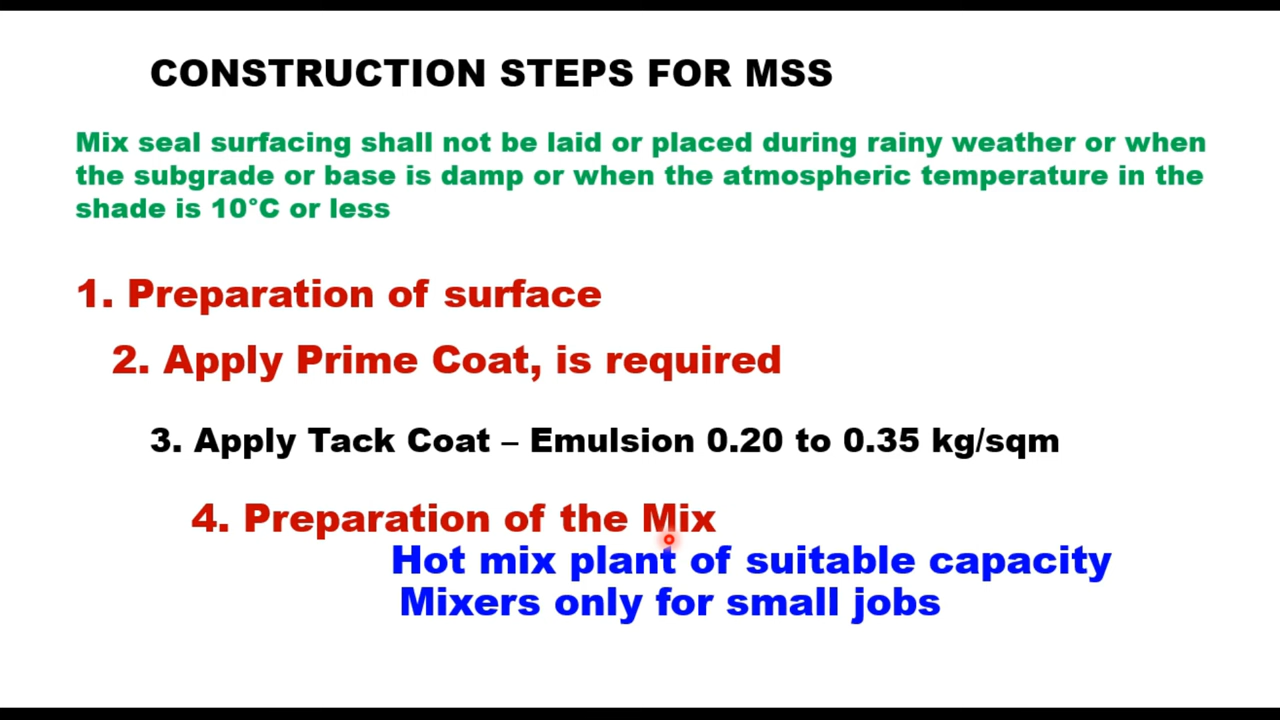 CONSTRUCTION STEPS FOR MSS
Mix seal surfacing shall not be laid or placed during rainy weather or when
the subgrade or base is damp or when the atmospheric temperature in the
shade is 10°C or less
1. Preparation of surface
2. Apply Prime Coat, is required
3. Apply Tack Coat – Emulsion 0.20 to 0.35 kg/sqm
4. Preparation of the Mix
Hot mix plant of suitable capacity
Mixers only for small jobs